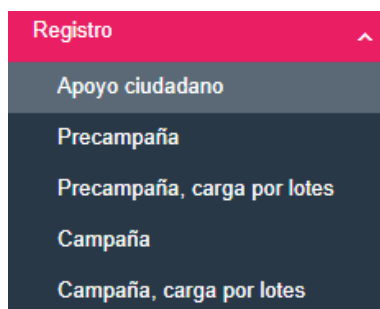 Registro
Apoyo ciudadano
Precampaña
Precampaña, carga por lotes
Campaña
Campaña, carga por lotes